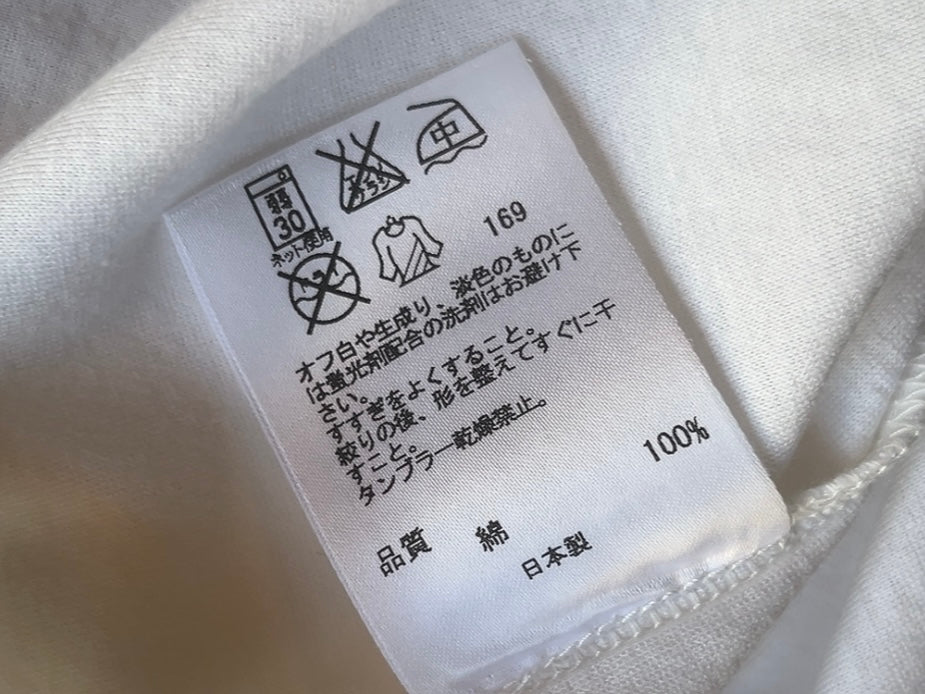 弱
30
ネット使用
エンソサラシ
中
169
オフ白や生成り、淡色のものに
は蛍光剤配合の洗剤はお避け下
さい。
すすぎをよくすること。
絞りの後、形を整えてすぐに干
すこと。
タンブラー乾燥禁止。
品質 綿 100%
日本製